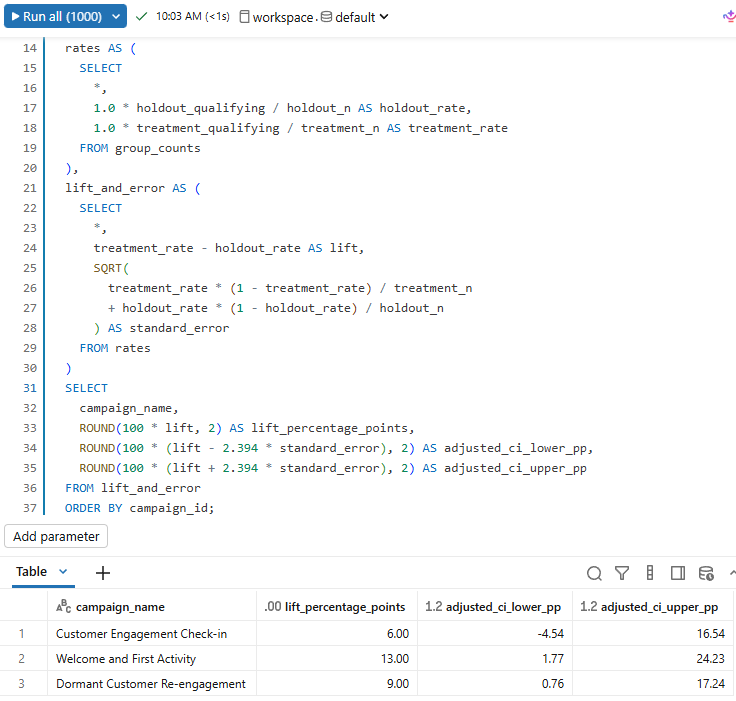 Run all (1000) 10:03 AM (<1s) workspace. default
14 rates AS (
15 SELECT
16 *,
17 1.0 * holdout_qualifying / holdout_n AS holdout_rate,
18 1.0 * treatment_qualifying / treatment_n AS treatment_rate
19 FROM group_counts
20 ),
21 lift_and_error AS (
22 SELECT
23 *,
24 treatment_rate - holdout_rate AS lift,
25 SQRT(
26 treatment_rate * (1 - treatment_rate) / treatment_n
27 + holdout_rate * (1 - holdout_rate) / holdout_n
28 ) AS standard_error
29 FROM rates
30 )
31 SELECT
32 campaign_name,
33 ROUND(100 * lift, 2) AS lift_percentage_points,
34 ROUND(100 * (lift - 2.394 * standard_error), 2) AS adjusted_ci_lower_pp,
35 ROUND(100 * (lift + 2.394 * standard_error), 2) AS adjusted_ci_upper_pp
36 FROM lift_and_error
37 ORDER BY campaign_id;
Add parameter
Table +
ABC campaign_name .00 lift_percentage_points 1.2 adjusted_ci_lower_pp 1.2 adjusted_ci_upper_pp
1 Customer Engagement Check-in 6.00 -4.54 16.54
2 Welcome and First Activity 13.00 1.77 24.23
3 Dormant Customer Re-engagement 9.00 0.76 17.24